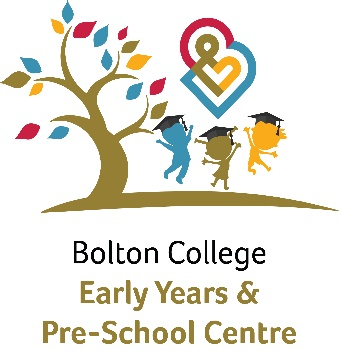 Bolton College
Early Years &
Pre-School Centre